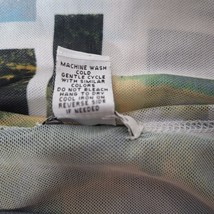 MACHINE WASH
COLD
GENTLE CYCLE
WITH SIMILAR
COLORS
DO NOT BLEACH
HANG TO DRY
COOL IRON ON
REVERSE SIDE
IF NEEDED